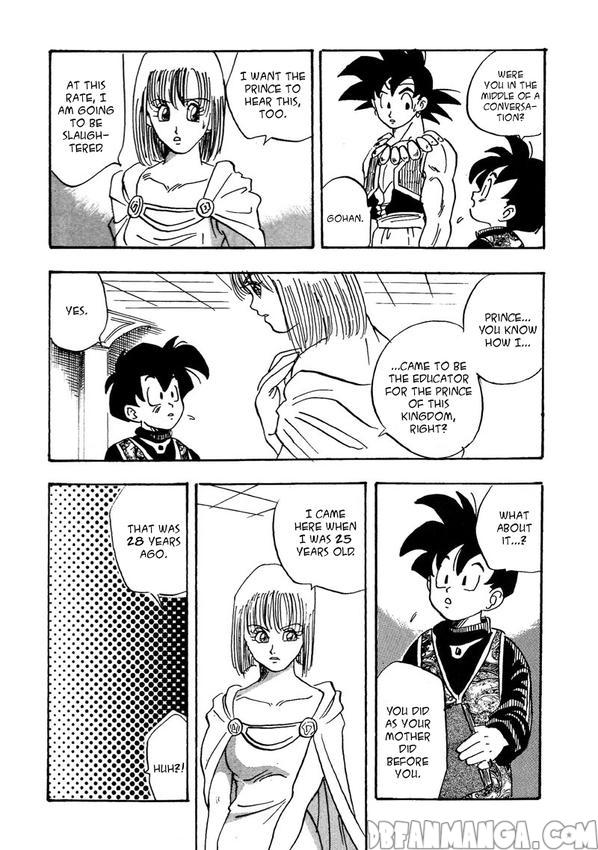 WERE
YOU IN THE
MIDDLE OF A
CONVERSA-
TION?
GOHAN.
I WANT THE
PRINCE TO
HEAR THIS,
TOO.
AT THIS
RATE, I
AM GOING
TO BE
SLAUGH-
TERED.
PRINCE...
YOU KNOW
HOW I...
...CAME TO BE
THE EDUCATOR
FOR THE PRINCE
OF THIS
KINGDOM,
RIGHT?
YES.
WHAT
ABOUT
IT...?
YOU DID
AS YOUR
MOTHER
DID
BEFORE
YOU.
I CAME
HERE WHEN
I WAS 25
YEARS OLD.
THAT WAS
28 YEARS
AGO.
HUH?!
DBFANMANGA.COM